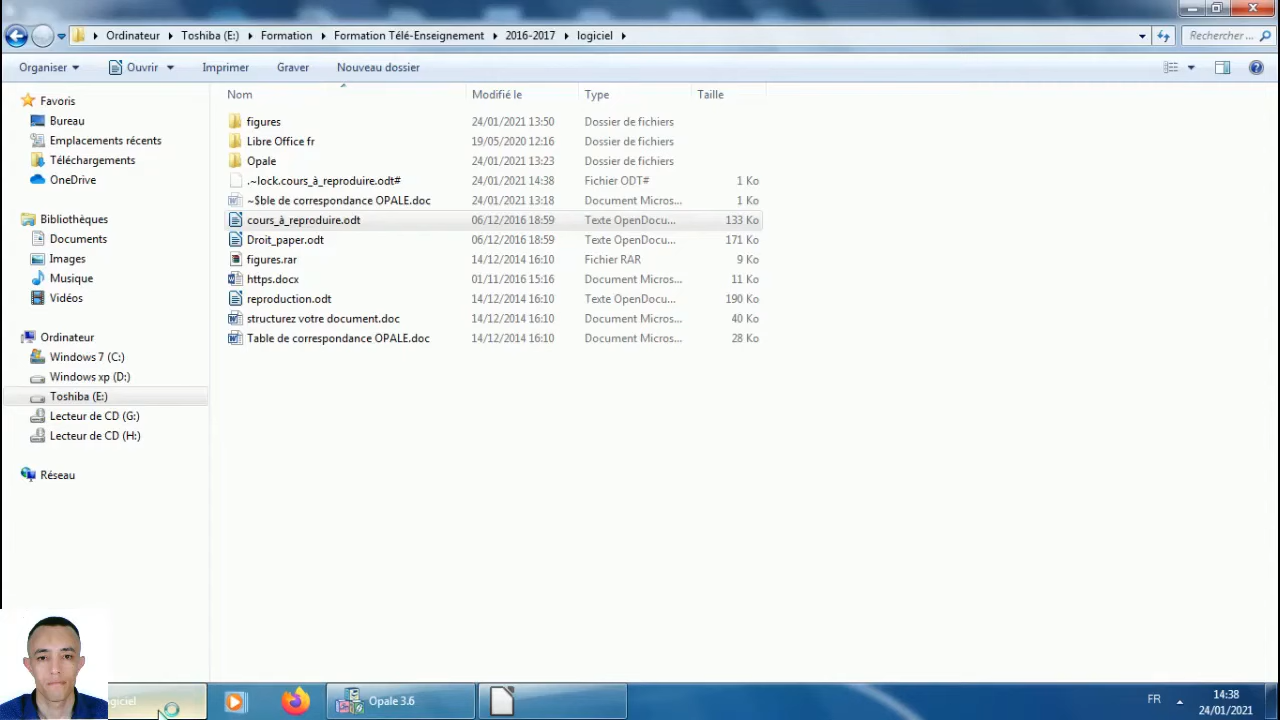 Ordinateur Toshiba (E:) Formation Formation Télé-Enseignement 2016-2017 logiciel Rechercher ...
Organiser Ouvrir Imprimer Graver Nouveau dossier
Favoris
Bureau
Emplacements récents
Téléchargements
OneDrive
Bibliothèques
Documents
Images
Musique
Vidéos
Ordinateur
Windows 7 (C:)
Windows xp (D:)
Toshiba (E:)
Lecteur de CD (G:)
Lecteur de CD (H:)
Réseau
Nom Modifié le Type Taille
figures 24/01/2021 13:50 Dossier de fichiers
Libre Office fr 19/05/2020 12:16 Dossier de fichiers
Opale 24/01/2021 13:23 Dossier de fichiers
.~lock.cours_à_reproduire.odt# 24/01/2021 14:38 Fichier ODT# 1 Ko
~$ble de correspondance OPALE.doc 24/01/2021 13:18 Document Micros... 1 Ko
cours_à_reproduire.odt 06/12/2016 18:59 Texte OpenDocu... 133 Ko
Droit_paper.odt 06/12/2016 18:59 Texte OpenDocu... 171 Ko
figures.rar 14/12/2014 16:10 Fichier RAR 9 Ko
https.docx 01/11/2016 15:16 Document Micros... 11 Ko
reproduction.odt 14/12/2014 16:10 Texte OpenDocu... 190 Ko
structurez votre document.doc 14/12/2014 16:10 Document Micros... 40 Ko
Table de correspondance OPALE.doc 14/12/2014 16:10 Document Micros... 28 Ko
giciel Opale 3.6 FR 14:38
24/01/2021